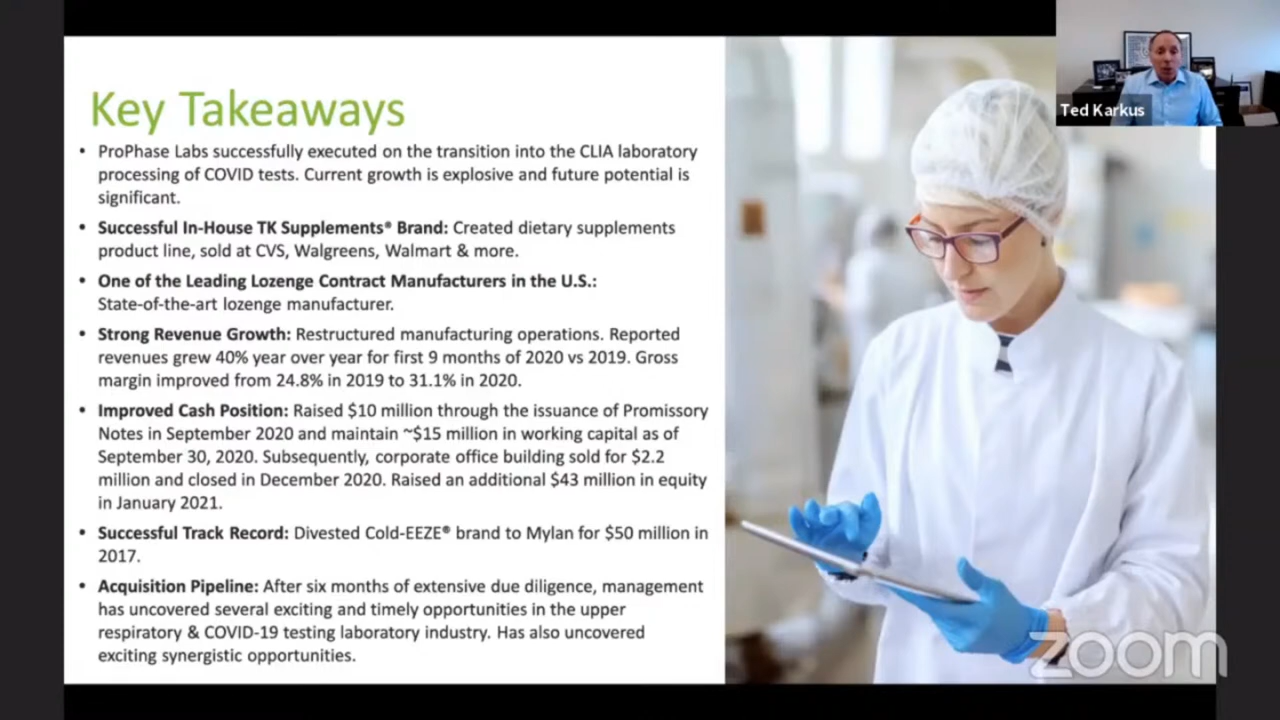 Key Takeaways
• ProPhase Labs successfully executed on the transition into the CLIA laboratory
processing of COVID tests. Current growth is explosive and future potential is
significant.
• Successful In-House TK Supplements® Brand: Created dietary supplements
product line, sold at CVS, Walgreens, Walmart & more.
• One of the Leading Lozenge Contract Manufacturers in the U.S.:
State-of-the-art lozenge manufacturer.
• Strong Revenue Growth: Restructured manufacturing operations. Reported
revenues grew 40% year over year for first 9 months of 2020 vs 2019. Gross
margin improved from 24.8% in 2019 to 31.1% in 2020.
• Improved Cash Position: Raised $10 million through the issuance of Promissory
Notes in September 2020 and maintain ~$15 million in working capital as of
September 30, 2020. Subsequently, corporate office building sold for $2.2
million and closed in December 2020. Raised an additional $43 million in equity
in January 2021.
• Successful Track Record: Divested Cold-EEZE® brand to Mylan for $50 million in
2017.
• Acquisition Pipeline: After six months of extensive due diligence, management
has uncovered several exciting and timely opportunities in the upper
respiratory & COVID-19 testing laboratory industry. Has also uncovered
exciting synergistic opportunities.
Ted Karkus
zoom